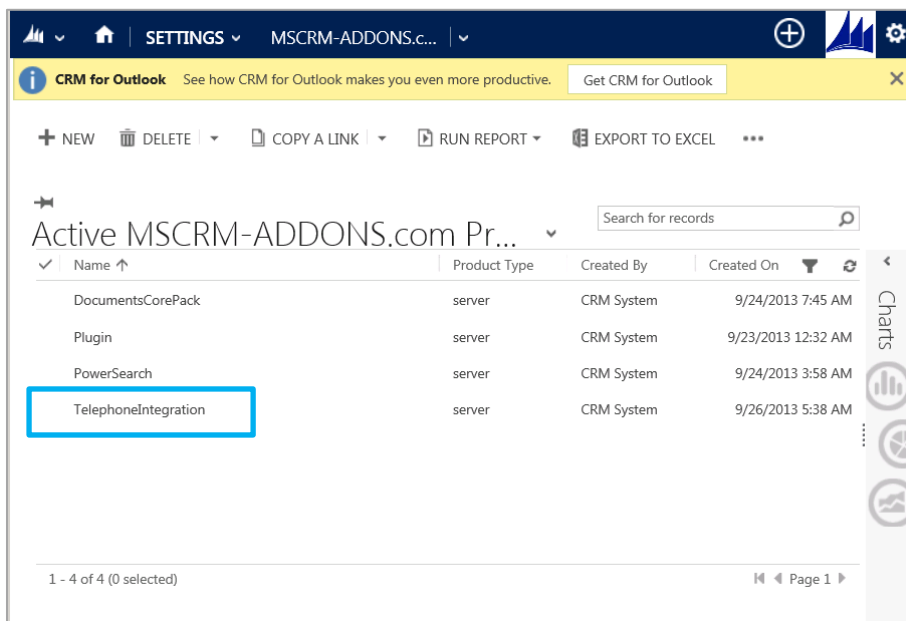 SETTINGS MSCRM-ADDONS.c...
CRM for Outlook See how CRM for Outlook makes you even more productive. Get CRM for Outlook
NEW DELETE COPY A LINK RUN REPORT EXPORT TO EXCEL
Active MSCRM-ADDONS.com Pr... Search for records
Name Product Type Created By Created On
DocumentsCorePack server CRM System 9/24/2013 7:45 AM
Plugin server CRM System 9/23/2013 12:32 AM
PowerSearch server CRM System 9/24/2013 3:58 AM
TelephoneIntegration server CRM System 9/26/2013 5:38 AM
Charts
1 - 4 of 4 (0 selected) Page 1